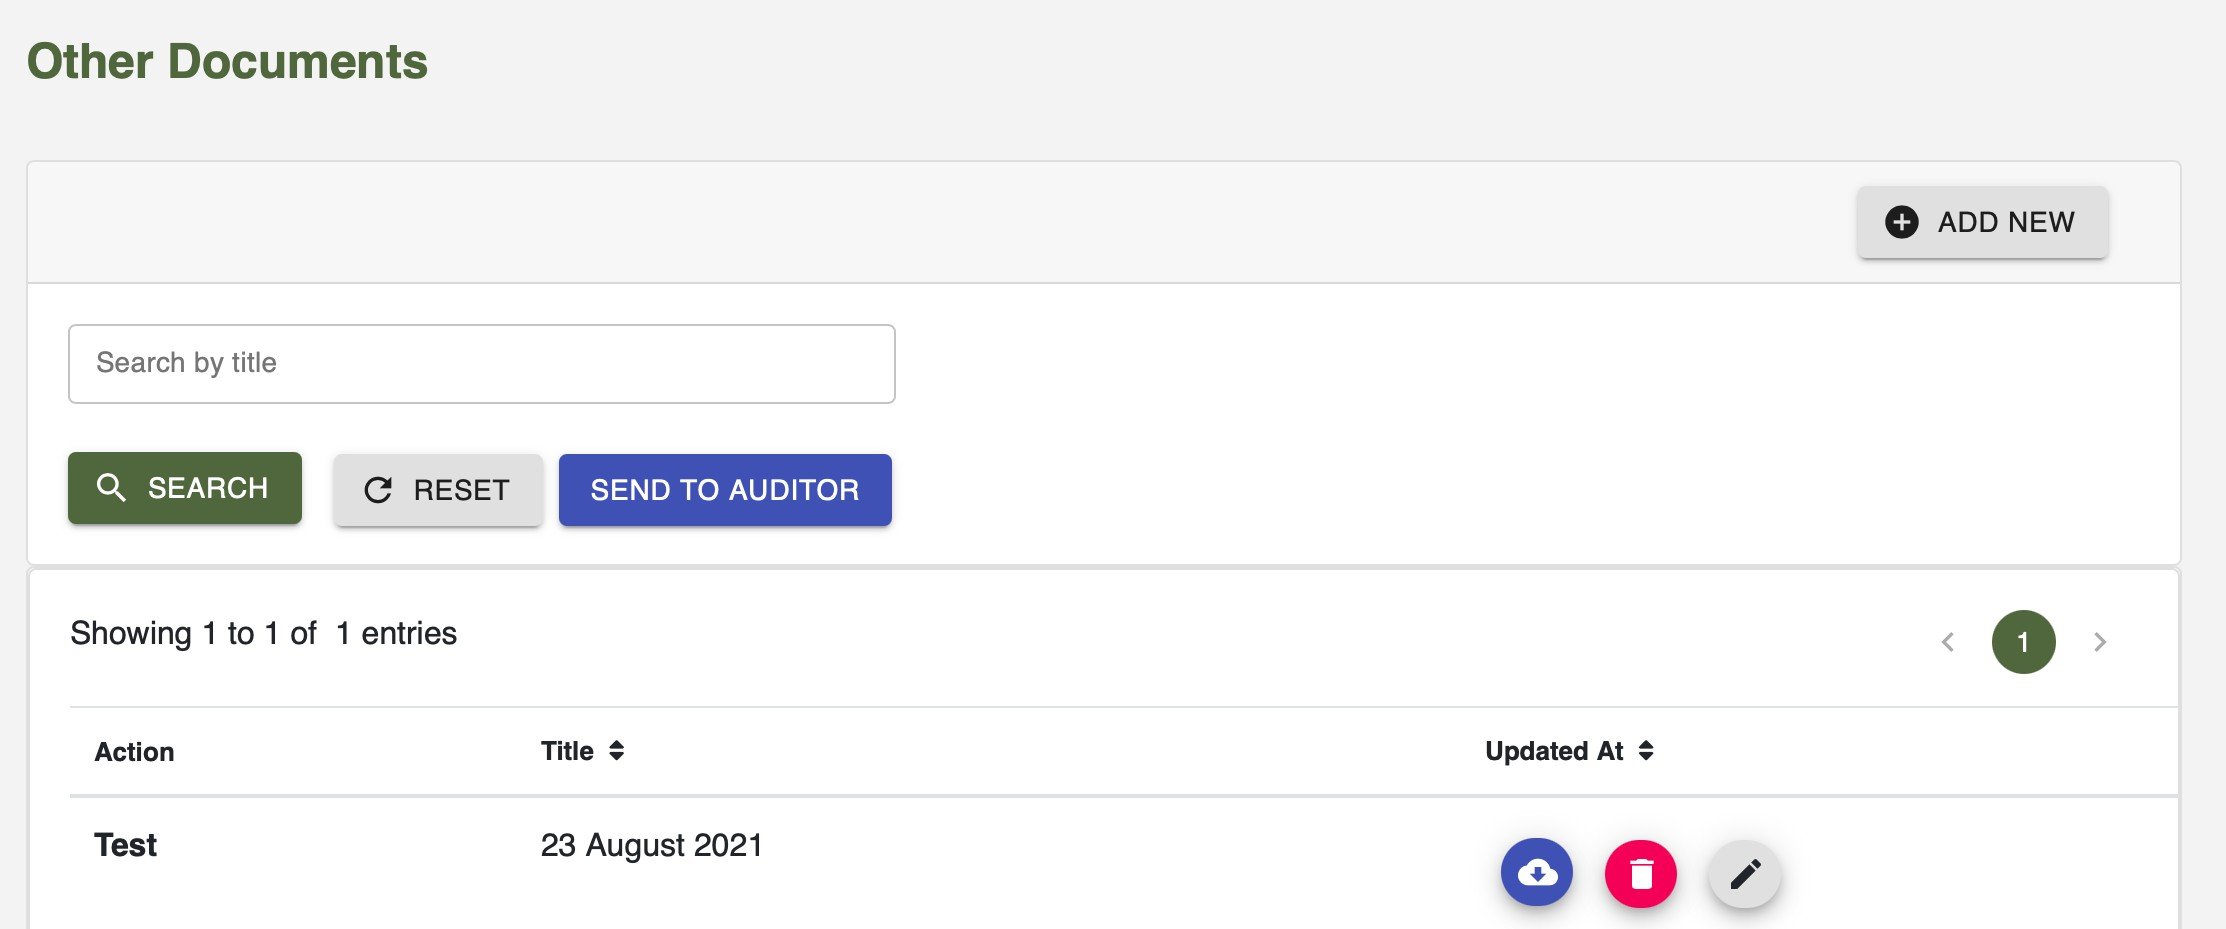 Other Documents
ADD NEW
Search by title
SEARCH RESET SEND TO AUDITOR
Showing 1 to 1 of 1 entries 1
Action Title Updated At
Test 23 August 2021